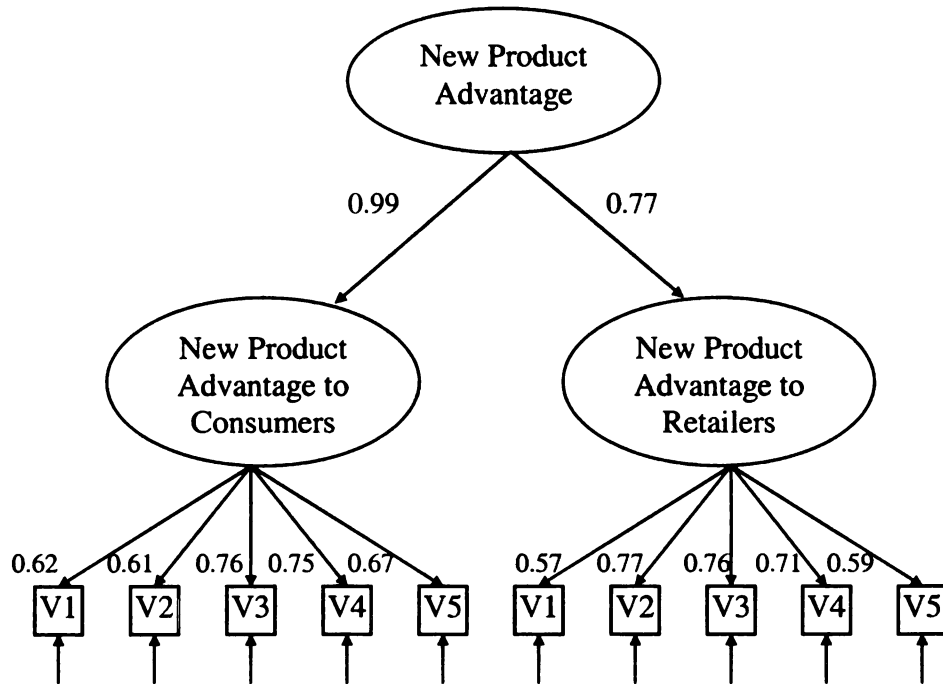 New Product
Advantage
0.99
0.77
New Product
Advantage to
Consumers
New Product
Advantage to
Retailers
0.62
0.61
0.76
0.75
0.67
0.57
0.77
0.76
0.71
0.59
V1
V2
V3
V4
V5
V1
V2
V3
V4
V5